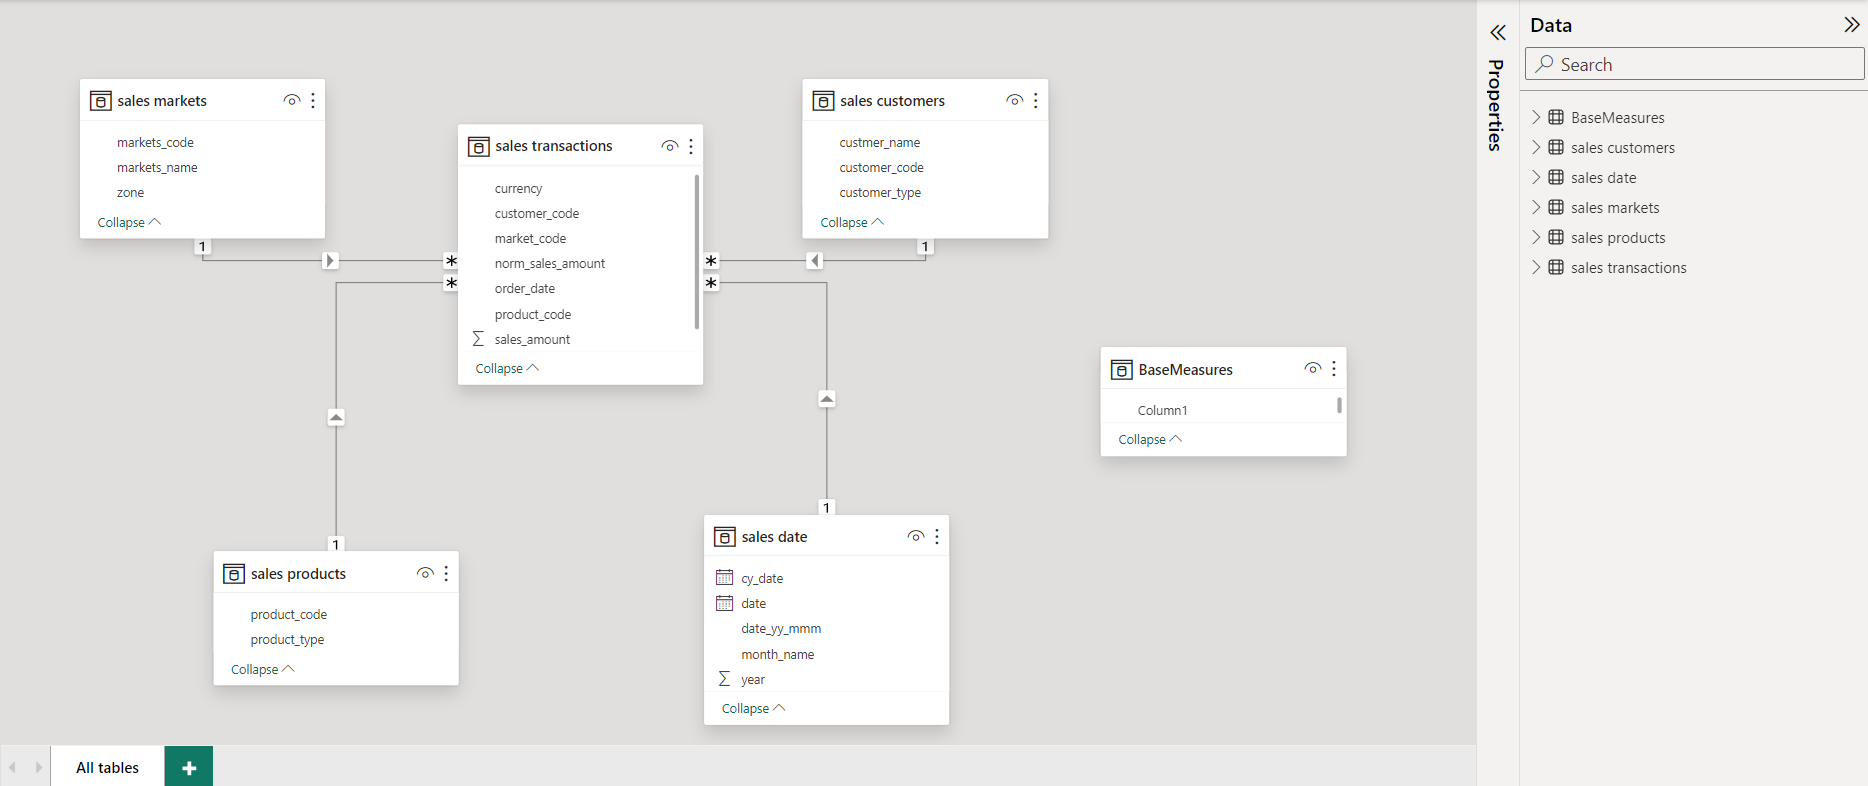 sales markets
markets_code
markets_name
zone
Collapse
1
sales transactions
currency
customer_code
market_code
norm_sales_amount
order_date
product_code
sales_amount
Collapse
*
*
*
*
sales customers
custmer_name
customer_code
customer_type
Collapse
1
BaseMeasures
Column1
Collapse
1
sales products
product_code
product_type
Collapse
1
sales date
cy_date
date
date_yy_mmm
month_name
year
Collapse
All tables
+
Properties
Data
Search
BaseMeasures
sales customers
sales date
sales markets
sales products
sales transactions